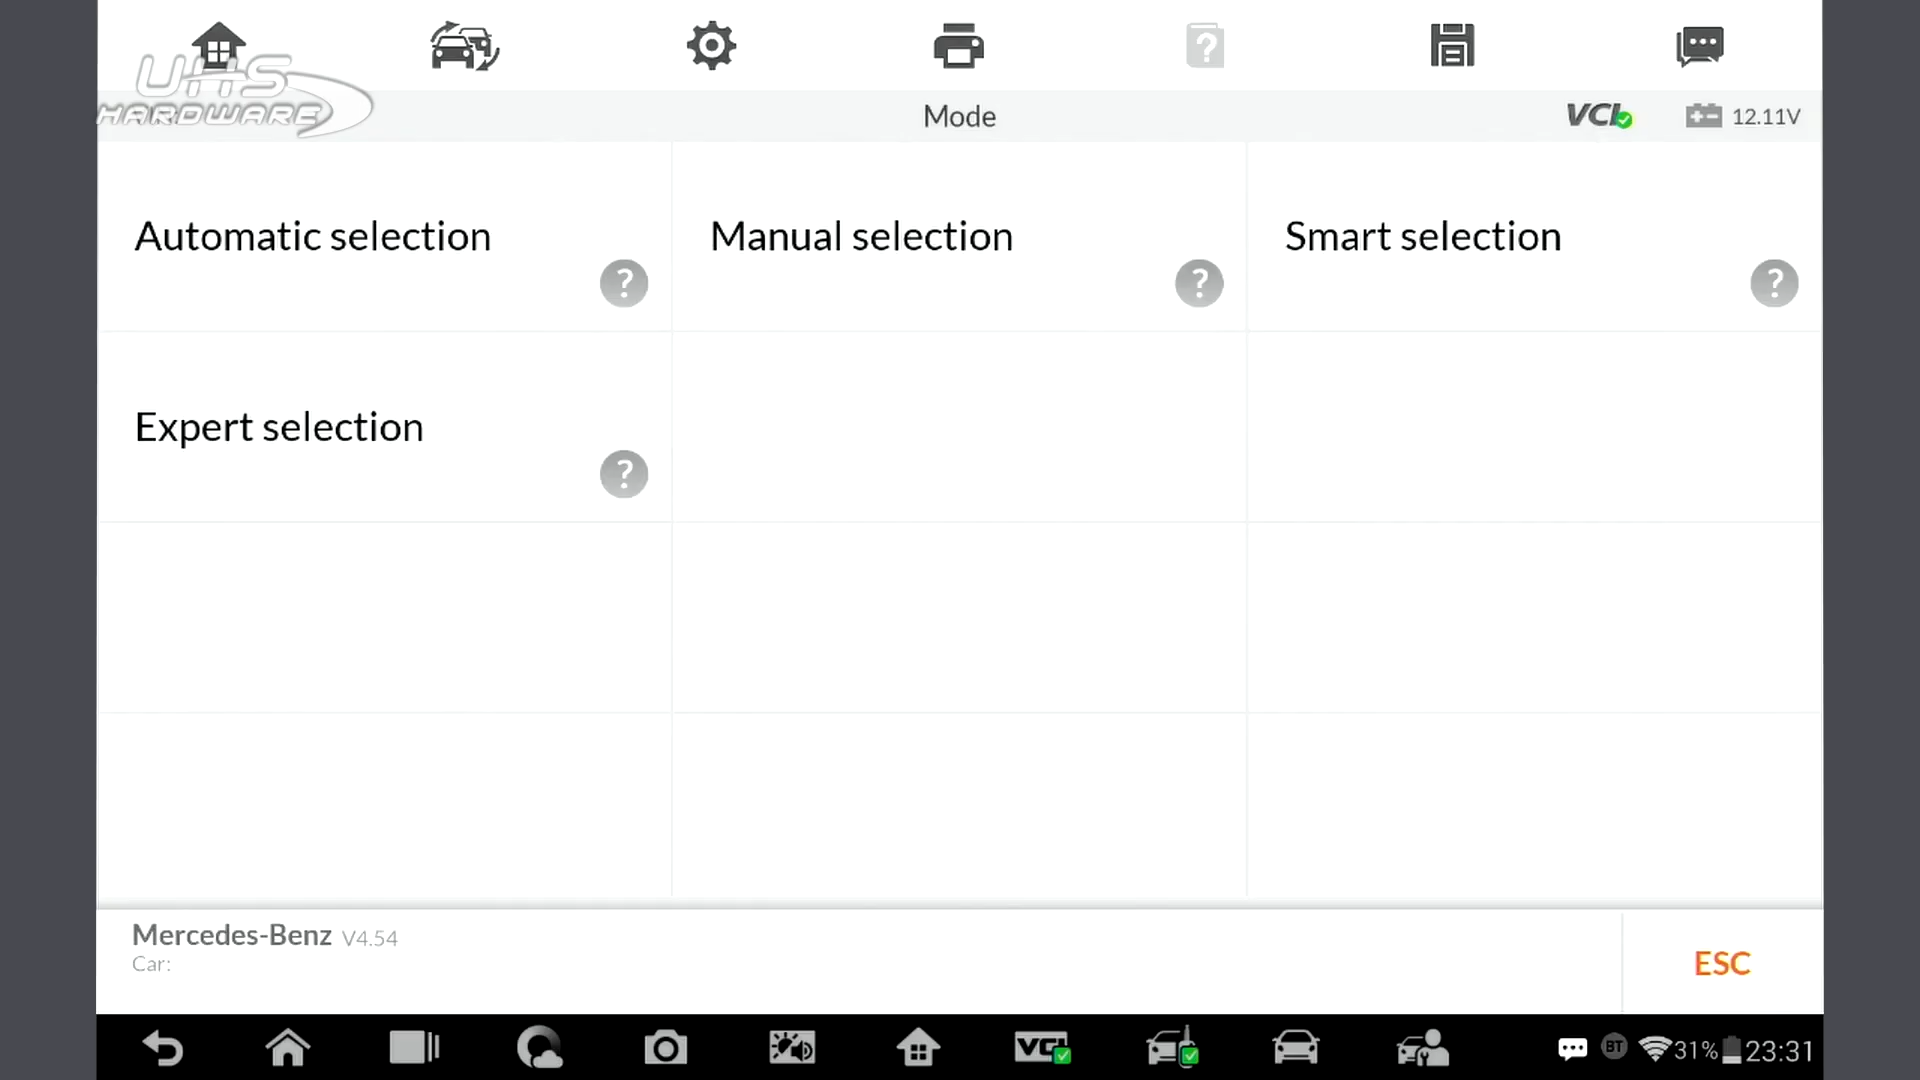 UHS
HARDWARE
Mode
VCI
12.11V
Automatic selection
?
Manual selection
?
Smart selection
?
Expert selection
?
Mercedes-Benz V4.54
Car:
ESC
VCI
BT
31%
23:31